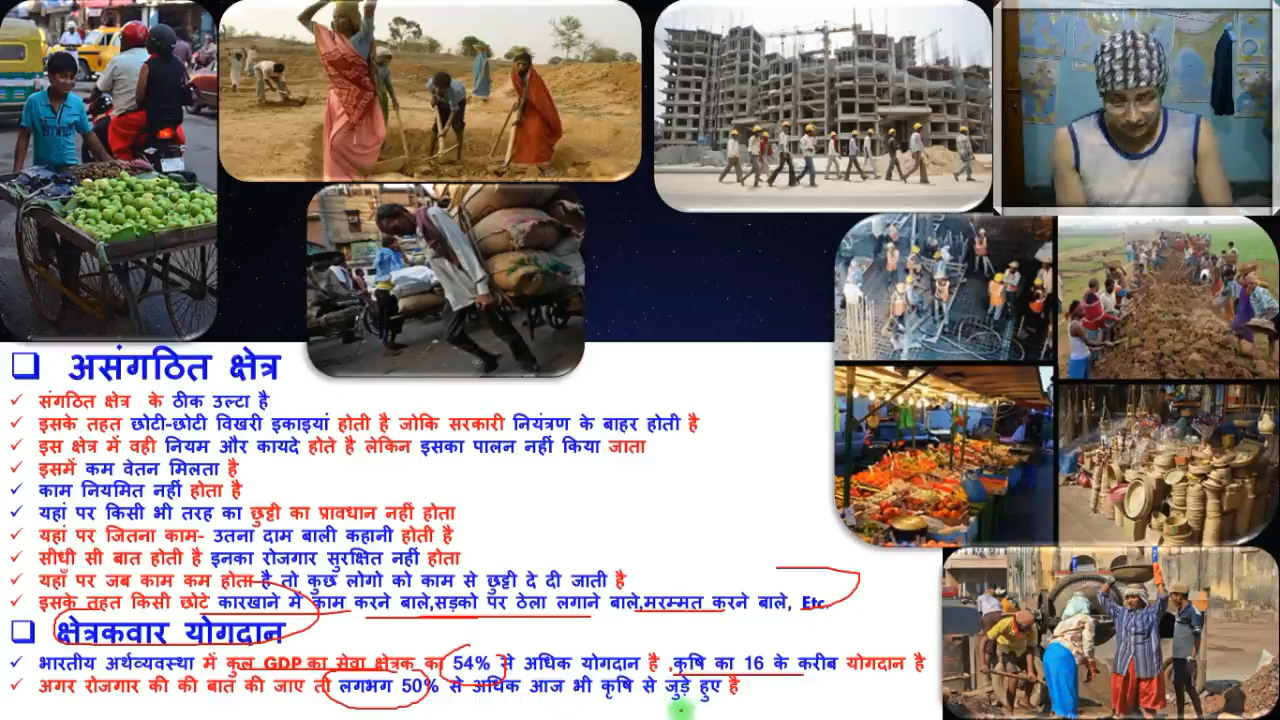 ❑ असंगठित क्षेत्र
✓ संगठित क्षेत्र के ठीक उल्टा है
✓ इसके तहत छोटी-छोटी विखरी इकाइयां होती है जोकि सरकारी नियंत्रण के बाहर होती है
✓ इस क्षेत्र में वही नियम और कायदे होते है लेकिन इसका पालन नहीं किया जाता
✓ इसमें कम वेतन मिलता है
✓ काम नियमित नहीं होता है
✓ यहां पर किसी भी तरह का छुट्टी का प्रावधान नहीं होता
✓ यहां पर जितना काम- उतना दाम बाली कहानी होती है
✓ सीधी सी बात होती है इनका रोजगार सुरक्षित नहीं होता
✓ यहाँ पर जब काम कम होता है तो कुछ लोगो को काम से छुट्टी दे दी जाती है
✓ इसके तहत किसी छोटे कारखाने में काम करने बाले,सड़को पर ठेला लगाने बाले,मरम्मत करने बाले, Etc.
❑ क्षेत्रकवार योगदान
✓ भारतीय अर्थव्यवस्था में कुल GDP का सेवा क्षेत्रक का 54% से अधिक योगदान है ,कृषि का 16 के करीब योगदान है
✓ अगर रोजगार की की बात की जाए तो लगभग 50% से अधिक आज भी कृषि से जुड़े हुए है